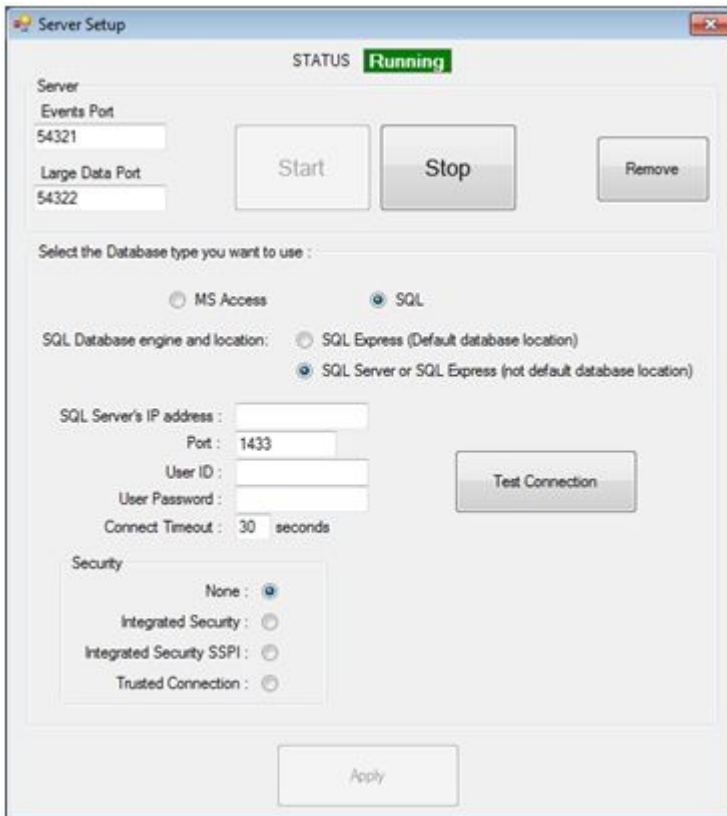 Server Setup
STATUS Running
Server
Events Port
54321
Large Data Port
54322
Start
Stop
Remove
Select the Database type you want to use :
MS Access
SQL
SQL Database engine and location:
SQL Express (Default database location)
SQL Server or SQL Express (not default database location)
SQL Server's IP address :
Port : 1433
User ID :
User Password :
Connect Timeout : 30 seconds
Test Connection
Security
None :
Integrated Security :
Integrated Security SSPI :
Trusted Connection :
Apply